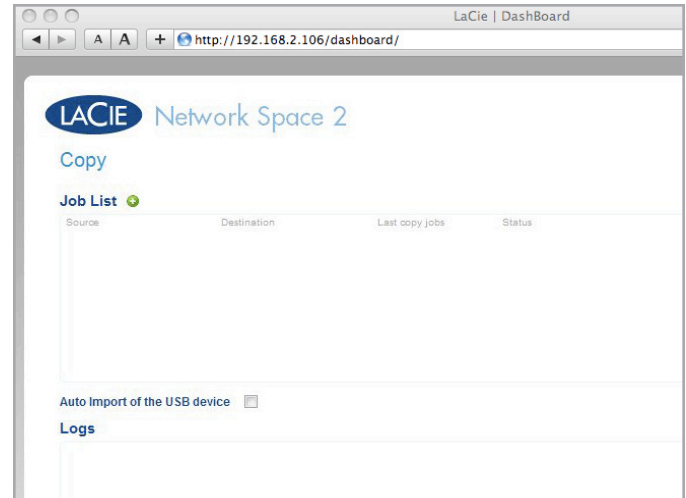 LaCie | DashBoard
A A + http://192.168.2.106/dashboard/
LACIE Network Space 2
Copy
Job List
Source Destination Last copy jobs Status
Auto Import of the USB device
Logs